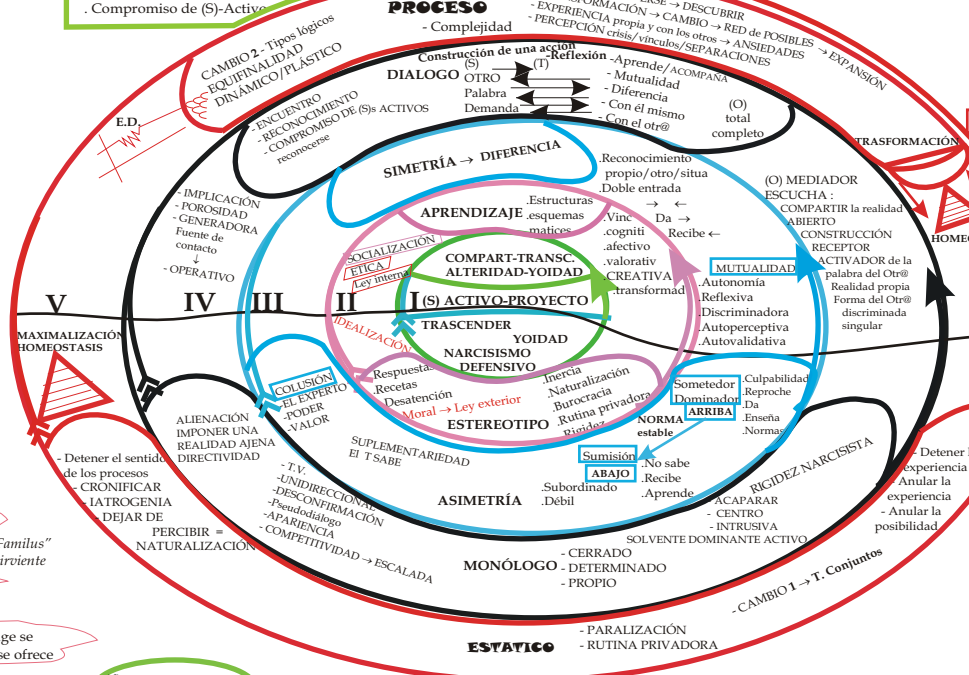 . Compromiso de (S)-Activo
PROCESO
- Complejidad
→ DESCUBRIR
→ CAMBIO → RED de POSIBLES → EXPANSIÓN
- EXPERIENCIA propia y con los otros → ANSIEDADES
- PERCEPCIÓN crisis/vínculos/SEPARACIONES
CAMBIO 2 - Tipos lógicos
EQUIFINALIDAD
DINÁMICO/PLÁSTICO
E.D.
Construcción de una acción
(S) (T) -Reflexión
DIALOGO
OTRO
Palabra
Demanda
-Aprende/ACOMPAÑA
- Mutualidad
- Diferencia
- Con él mismo
- Con el otr@
(O)
total
completo
- ENCUENTRO
- RECONOCIMIENTO
- COMPROMISO DE (S)s ACTIVOS
reconocerse
TRASFORMACIÓN
SIMETRÍA → DIFERENCIA
.Reconocimiento
propio/otro/situa
.Doble entrada
→ ←
Da →
Recibe ←
(O) MEDIADOR
ESCUCHA :
COMPARTIR la realidad
ABIERTO
CONSTRUCCIÓN
RECEPTOR
ACTIVADOR de la
palabra del Otr@
Realidad propia
Forma del Otr@
discriminada
singular
- IMPLICACIÓN
- POROSIDAD
- GENERADORA
Fuente de
contacto
↓
- OPERATIVO
APRENDIZAJE
.Estructuras
.esquemas
matices
.Vinc
.cogniti
.afectivo
.valorativ
.CREATIVA
.transformad
SOCIALIZACIÓN
ETICA
Ley interna
COMPART-TRANSC.
ALTERIDAD-YOIDAD
MUTUALIDAD
.Autonomía
.Reflexiva
.Discriminadora
.Autoperceptiva
.Autovalidativa
V
IV
III
II
I
(S) ACTIVO-PROYECTO
MAXIMALIZACIÓN
HOMEOSTASIS
IDEALIZACIÓN
TRASCENDER
YOIDAD
NARCISISMO
DEFENSIVO
Respuestas
.Recetas
Desatención
.Moral → Ley exterior
.Inercia
.Naturalización
.Burocracia
.Rutina privadora
Rigidez
ESTEREOTIPO
NORMA
estable
Sometedor
Dominador
ARRIBA
.Culpabilidad
.Reproche
.Da
.Enseña
.Normas
COLUSIÓN
-EL EXPERTO
-PODER
-VALOR
ALIENACIÓN
IMPONER UNA
REALIDAD AJENA
DIRECTIVIDAD
SUPLEMENTARIEDAD
El T SABE
Sumisión
ABAJO
.Subordinado
.Débil
.No sabe
.Recibe
.Aprende
ASIMETRÍA
RIGIDEZ NARCISISTA
- ACAPARAR
- CENTRO
- INTRUSIVA
SOLVENTE DOMINANTE ACTIVO
- Detener el sentido
de los procesos
- CRONIFICAR
- IATROGENIA
- DEJAR DE
PERCIBIR =
NATURALIZACIÓN
- T.V.
-UNIDIRECCIONAL
-DESCONFIRMACIÓN
-Pseudodiálogo
-APARIENCIA
- COMPETITIVIDAD → ESCALADA
- Detener
experiencia
- Anular la
experiencia
- Anular la
posibilidad
MONÓLOGO
- CERRADO
- DETERMINADO
- PROPIO
- CAMBIO 1 → T. Conjuntos
ESTATICO
- PARALIZACIÓN
- RUTINA PRIVADORA
se
se ofrece